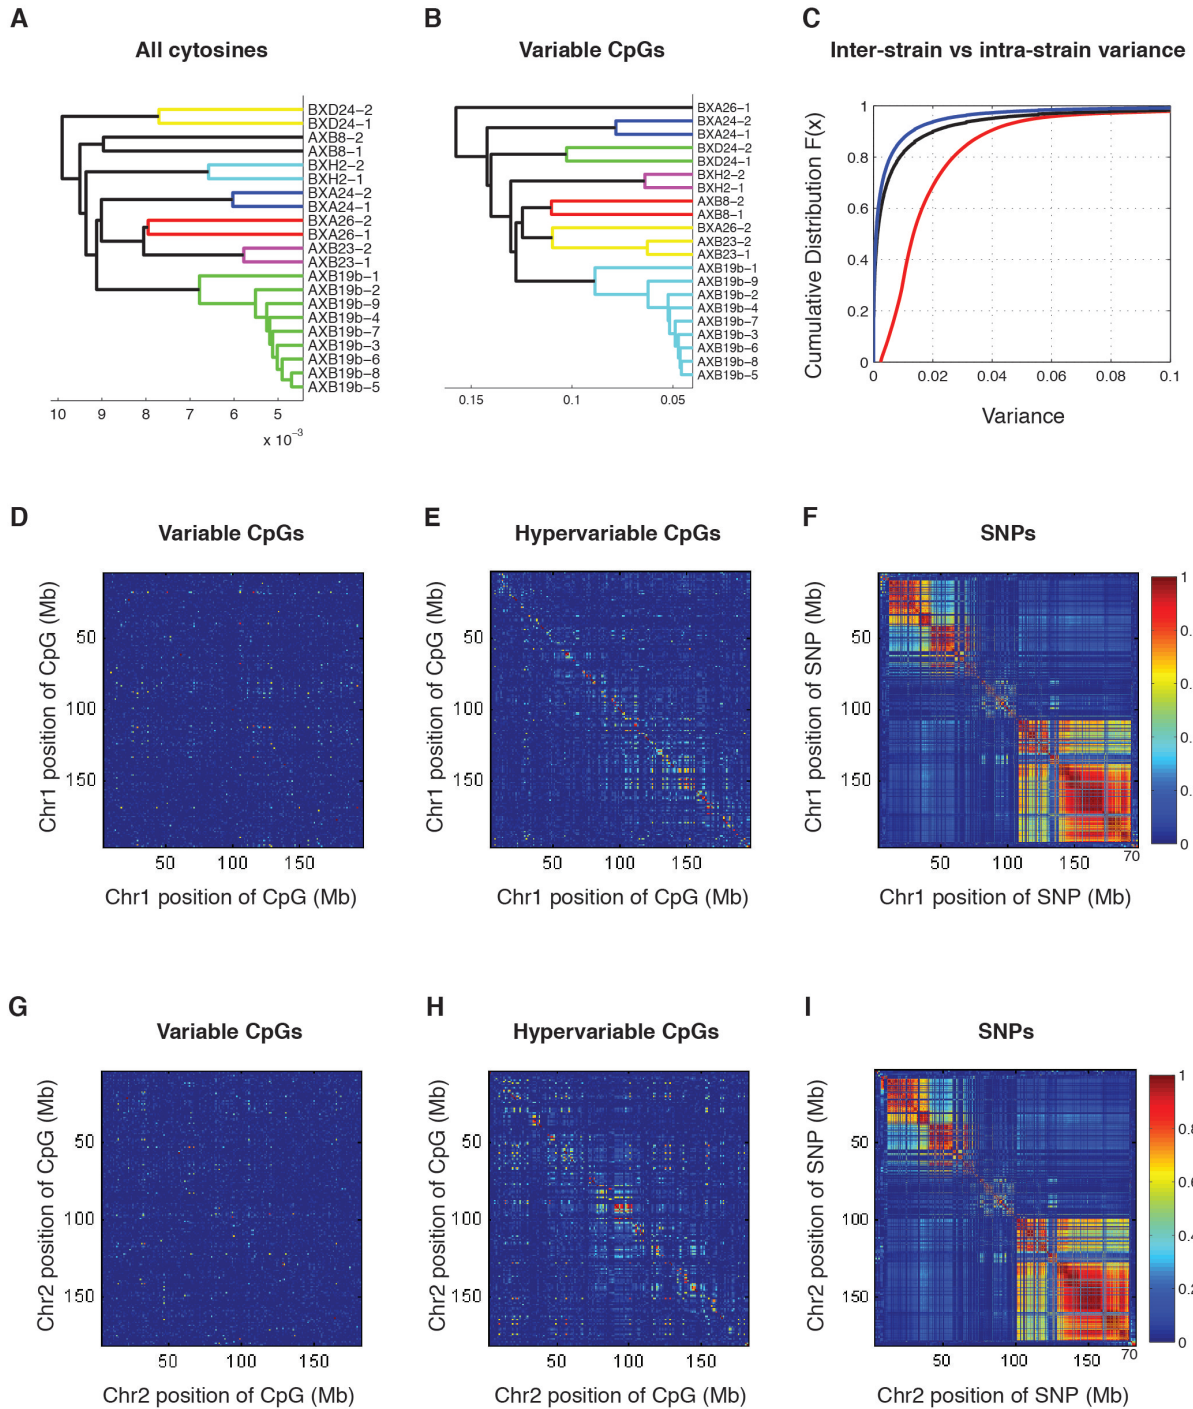 A
All cytosines
BXD24-2
BXD24-1
AXB8-2
AXB8-1
BXH2-2
BXH2-1
BXA24-2
BXA24-1
BXA26-2
BXA26-1
AXB23-2
AXB23-1
AXB19b-1
AXB19b-2
AXB19b-9
AXB19b-4
AXB19b-7
AXB19b-3
AXB19b-6
AXB19b-8
AXB19b-5
10 9 8 7 6 5
x 10⁻³
B
Variable CpGs
BXA26-1
BXA24-2
BXA24-1
BXD24-2
BXD24-1
BXH2-2
BXH2-1
AXB8-2
AXB8-1
BXA26-2
AXB23-2
AXB23-1
AXB19b-1
AXB19b-9
AXB19b-2
AXB19b-4
AXB19b-7
AXB19b-3
AXB19b-6
AXB19b-8
AXB19b-5
0.15 0.1 0.05
C
Inter-strain vs intra-strain variance
Cumulative Distribution F(x)
1
0.8
0.6
0.4
0.2
0
0 0.02 0.04 0.06 0.08 0.1
Variance
D
Variable CpGs
Chr1 position of CpG (Mb)
50
100
150
50 100 150
Chr1 position of CpG (Mb)
E
Hypervariable CpGs
Chr1 position of CpG (Mb)
50
100
150
50 100 150
Chr1 position of CpG (Mb)
F
SNPs
Chr1 position of SNP (Mb)
50
100
150
50 100 150
70
Chr1 position of SNP (Mb)
1
0.
0.
0.
0.
0
G
Variable CpGs
Chr2 position of CpG (Mb)
50
100
150
50 100 150
Chr2 position of CpG (Mb)
H
Hypervariable CpGs
Chr2 position of CpG (Mb)
50
100
150
50 100 150
Chr2 position of CpG (Mb)
I
SNPs
Chr2 position of SNP (Mb)
50
100
150
50 100 150
70
Chr2 position of SNP (Mb)
1
0.8
0.6
0.4
0.2
0